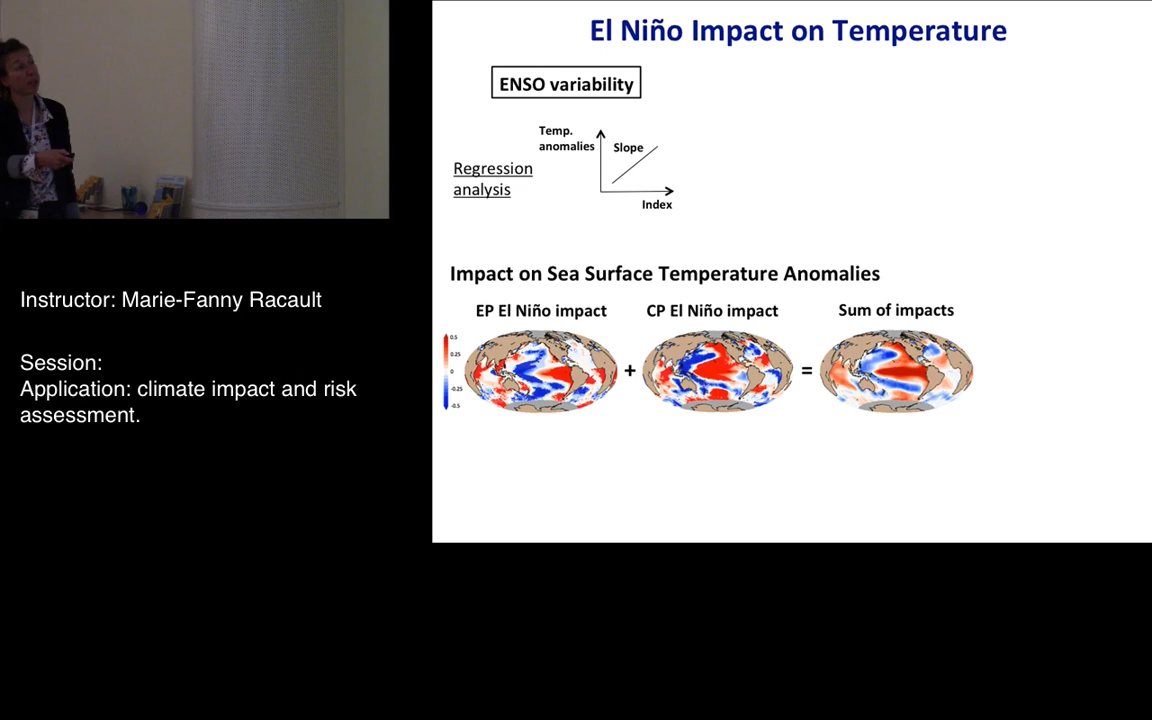 El Niño Impact on Temperature
ENSO variability
Temp.
anomalies
Slope
Regression
analysis
Index
Impact on Sea Surface Temperature Anomalies
EP El Niño impact
CP El Niño impact
Sum of impacts
0.5
0.25
0
-0.25
-0.5
+
=
Instructor: Marie-Fanny Racault
Session:
Application: climate impact and risk
assessment.